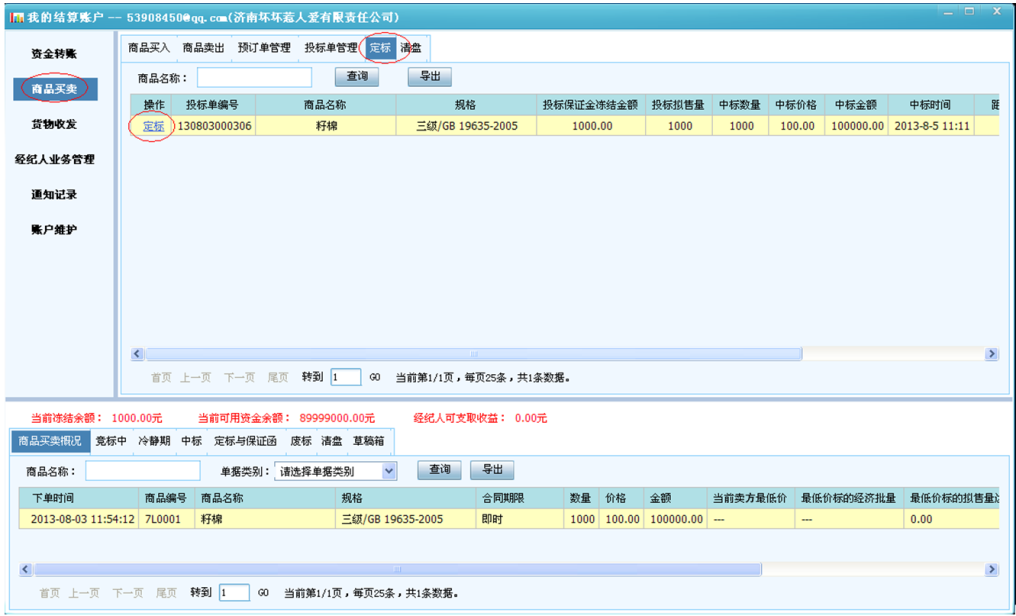 我的结算账户 -- 53908450@qq.com(济南坏坏惹人爱有限责任公司)
资金转账
商品买卖
货物收发
经纪人业务管理
通知记录
账户维护
商品买入 商品卖出 预订单管理 投标单管理 定标 清盘
商品名称： 查询 导出
操作 投标单编号 商品名称 规格 投标保证金冻结金额 投标拟售量 中标数量 中标价格 中标金额 中标时间
定标 130803000306 籽棉 三级/GB 19635-2005 1000.00 1000 1000 100.00 100000.00 2013-8-5 11:11
首页 上一页 下一页 尾页 转到 1 GO 当前第1/1页，每页25条，共1条数据。
当前冻结余额： 1000.00元 当前可用资金余额： 89999000.00元 经纪人可支取收益： 0.00元
商品买卖概况 竞标中 冷静期 中标 定标与保证函 废标 清盘 草稿箱
商品名称： 单据类别： 请选择单据类别 查询 导出
下单时间 商品编号 商品名称 规格 合同期限 数量 价格 金额 当前卖方最低价 最低价标的经济批量 最低价标的拟售量
2013-08-03 11:54:12 7L0001 籽棉 三级/GB 19635-2005 即时 1000 100.00 100000.00 --- --- 0.00
首页 上一页 下一页 尾页 转到 1 GO 当前第1/1页，每页25条，共1条数据。